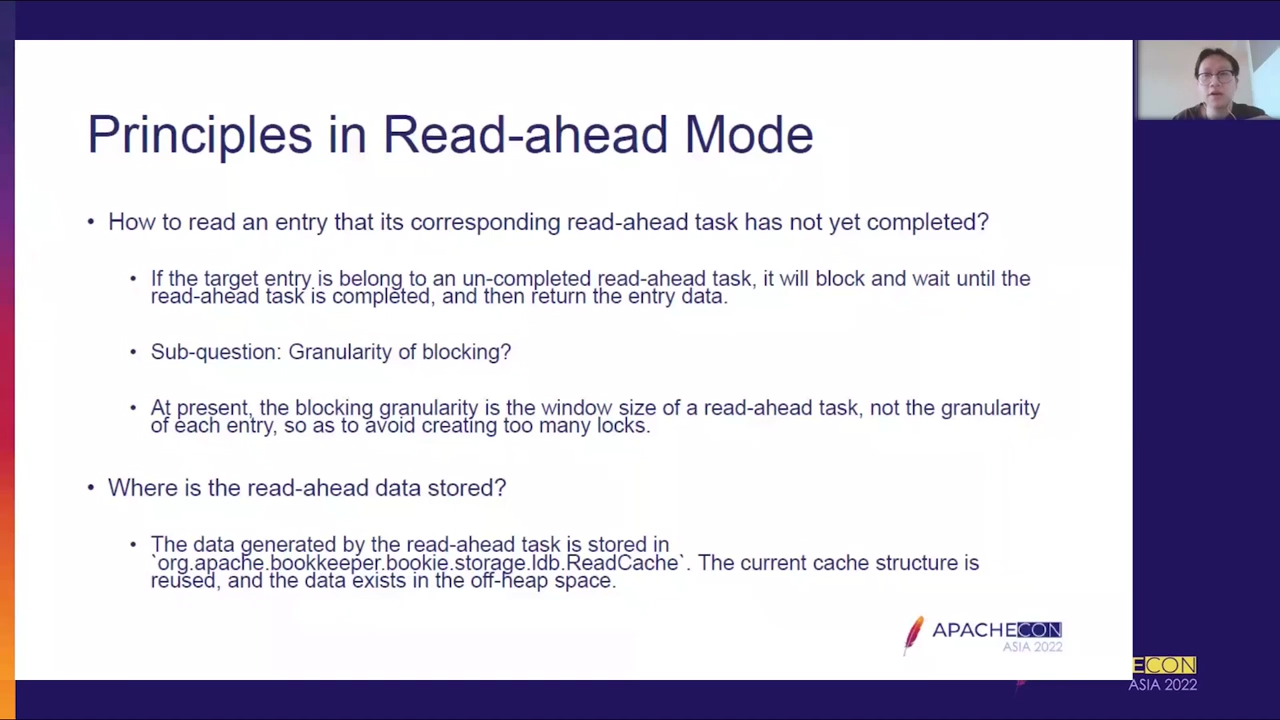 Principles in Read-ahead Mode
• How to read an entry that its corresponding read-ahead task has not yet completed?
• If the target entry is belong to an un-completed read-ahead task, it will block and wait until the
read-ahead task is completed, and then return the entry data.
• Sub-question: Granularity of blocking?
• At present, the blocking granularity is the window size of a read-ahead task, not the granularity
of each entry, so as to avoid creating too many locks.
• Where is the read-ahead data stored?
• The data generated by the read-ahead task is stored in
`org.apache.bookkeeper.bookie.storage.ldb.ReadCache`. The current cache structure is
reused, and the data exists in the off-heap space.
APACHECON
ASIA 2022
ECON
ASIA 2022